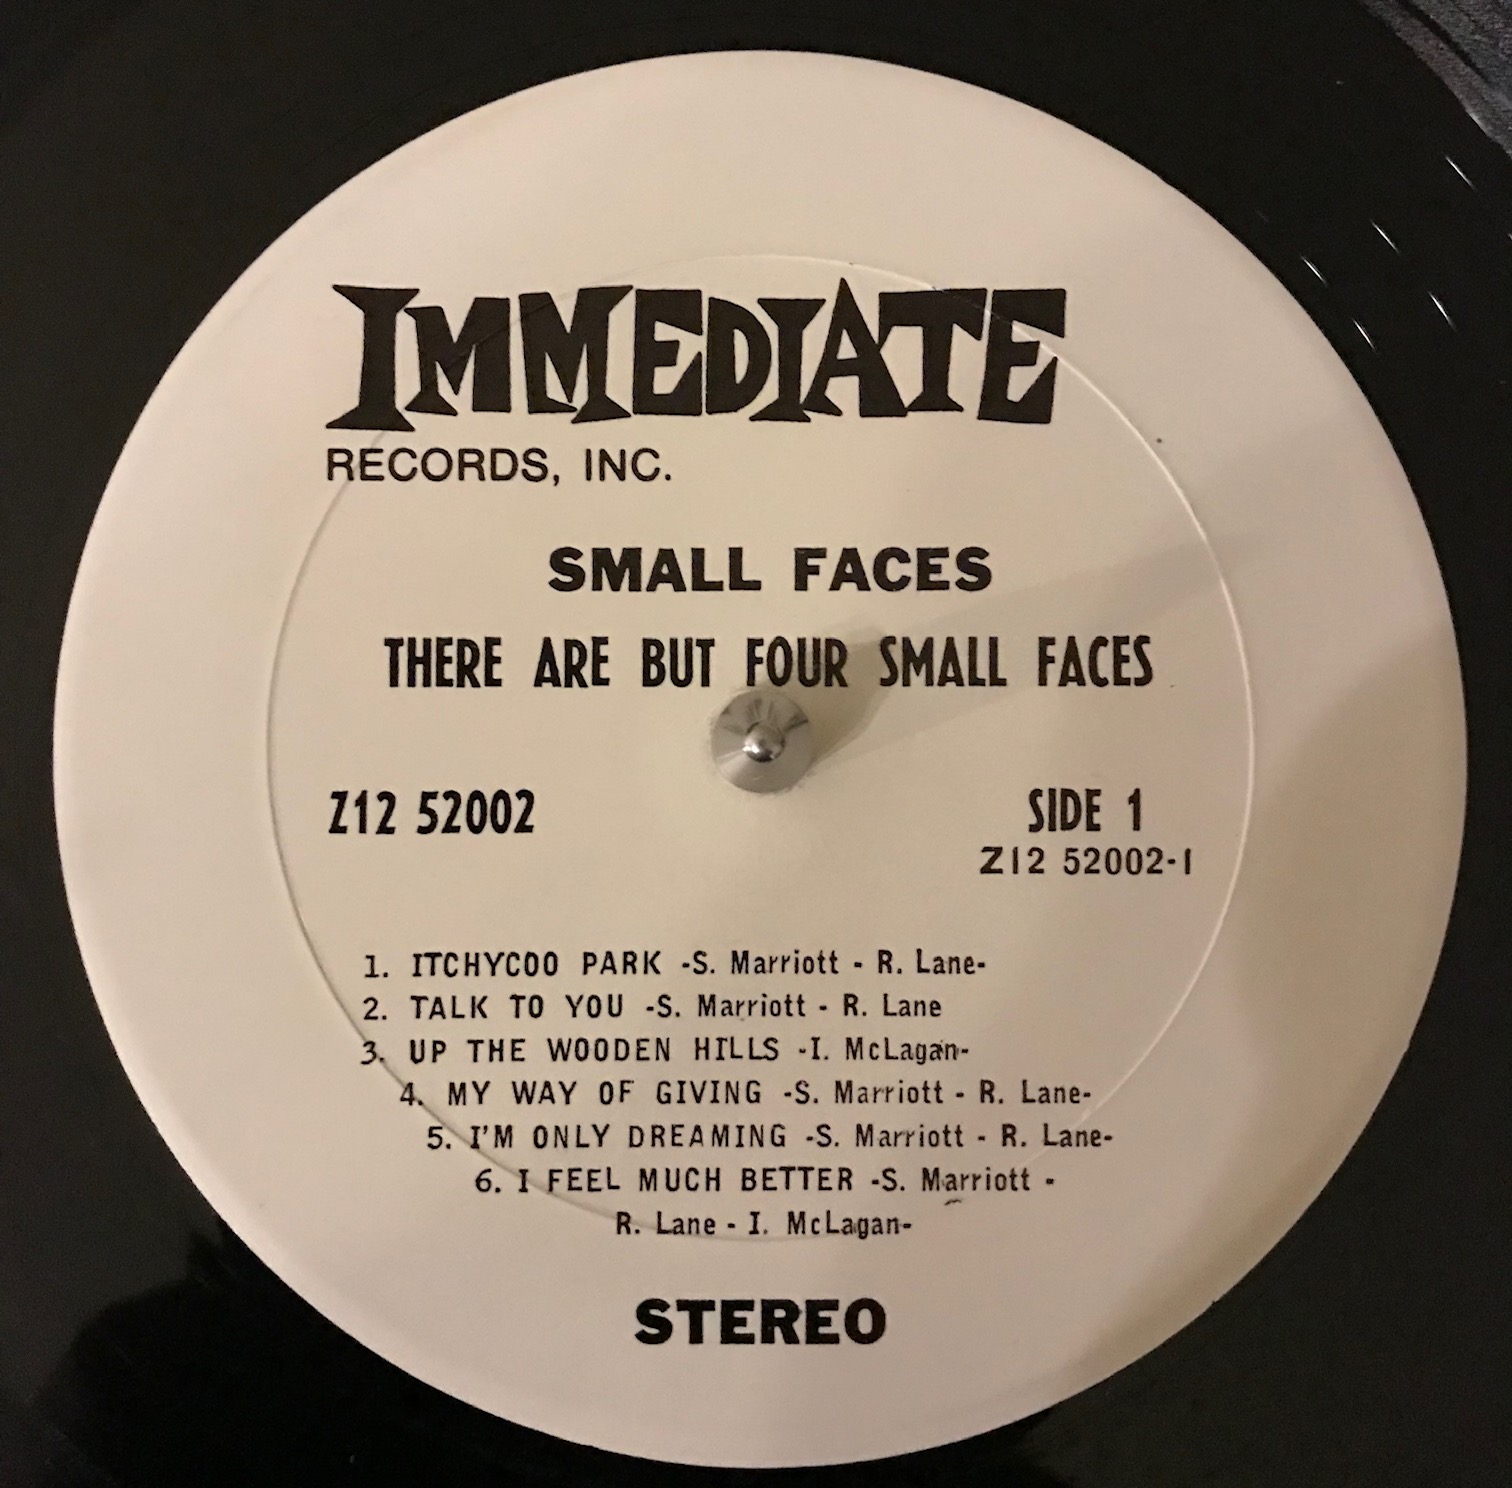 IMMEDIATE
RECORDS, INC.
SMALL FACES
THERE ARE BUT FOUR SMALL FACES
Z12 52002
SIDE 1
Z12 52002-1
1. ITCHYCOO PARK -S. Marriott - R. Lane-
2. TALK TO YOU -S. Marriott - R. Lane
3. UP THE WOODEN HILLS -I. McLagan-
4. MY WAY OF GIVING -S. Marriott - R. Lane-
5. I'M ONLY DREAMING -S. Marriott - R. Lane-
6. I FEEL MUCH BETTER -S. Marriott -
R. Lane - I. McLagan-
STEREO